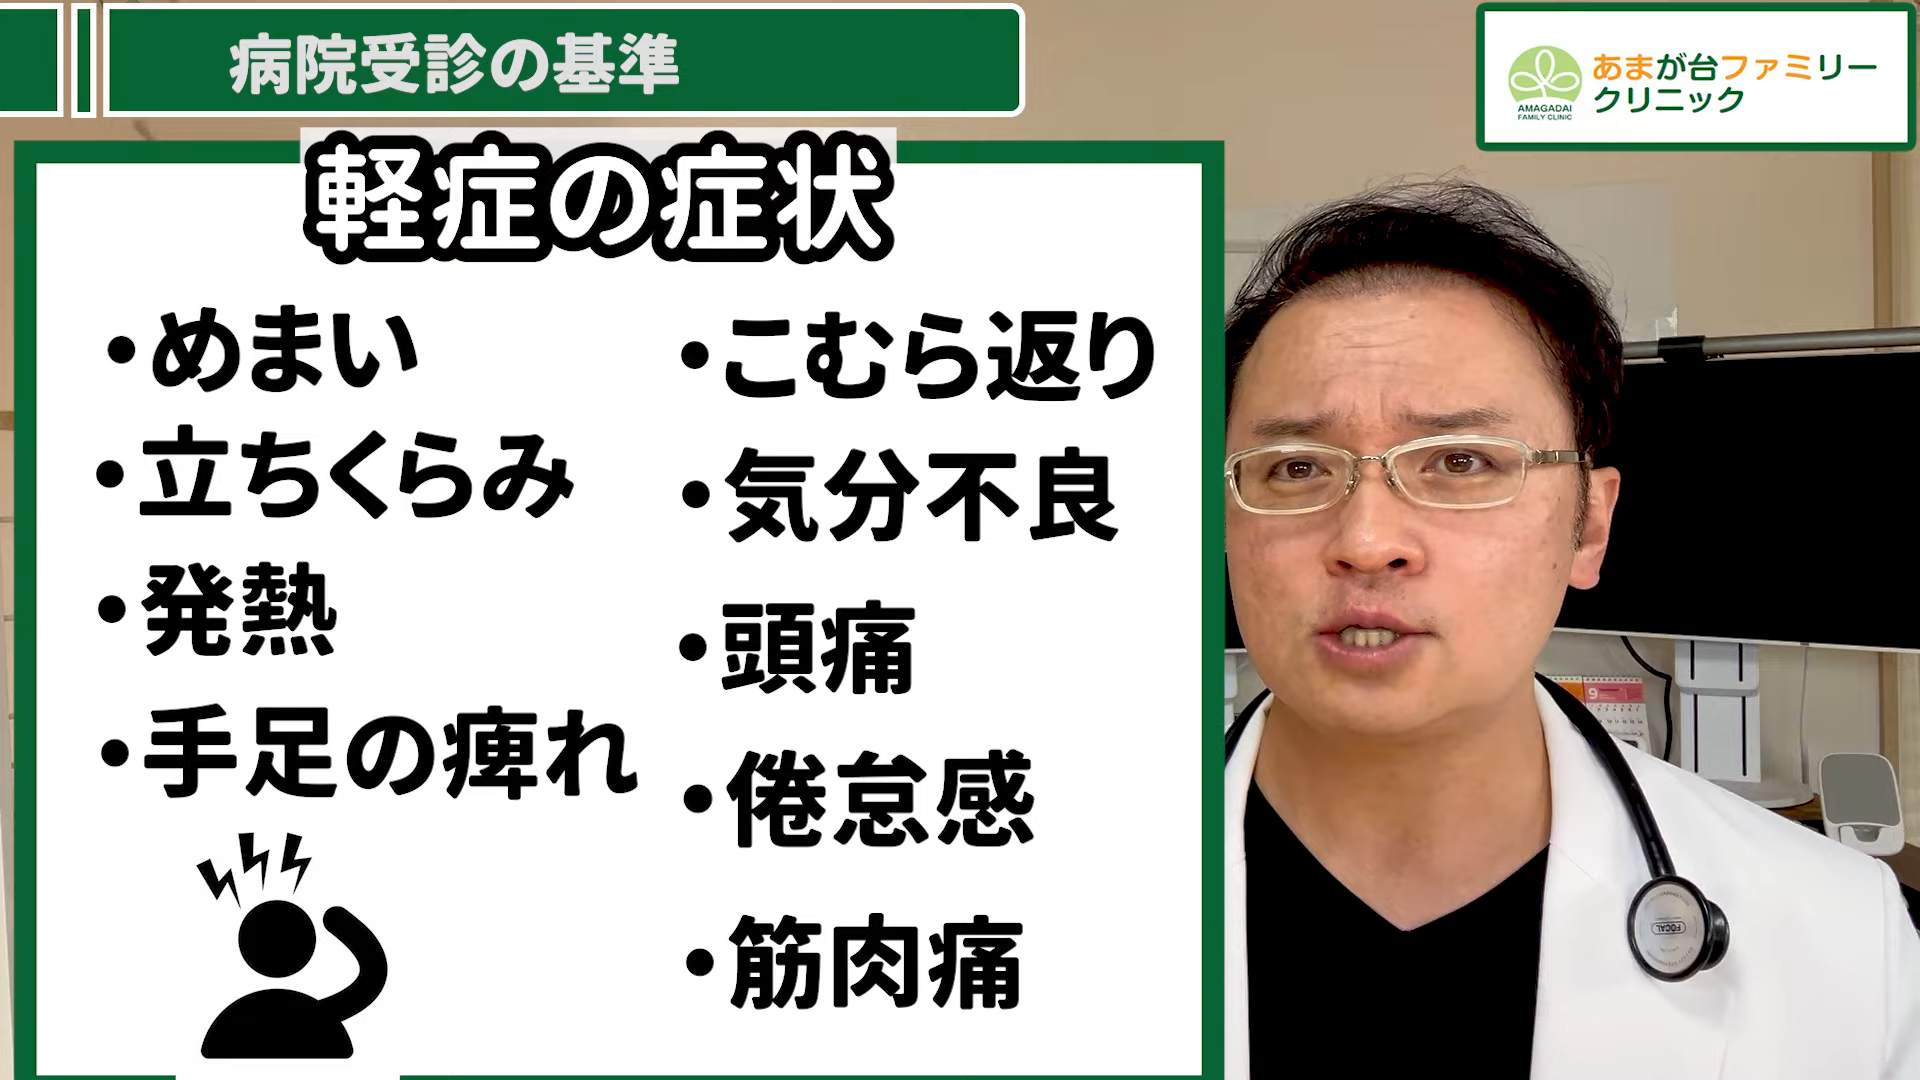 病院受診の基準
あまが台ファミリー
クリニック
AMAGADAI
FAMILY CLINIC
軽症の症状
・めまい
・立ちくらみ
・発熱
・手足の痺れ
・こむら返り
・気分不良
・頭痛
・倦怠感
・筋肉痛
9
FOCAL